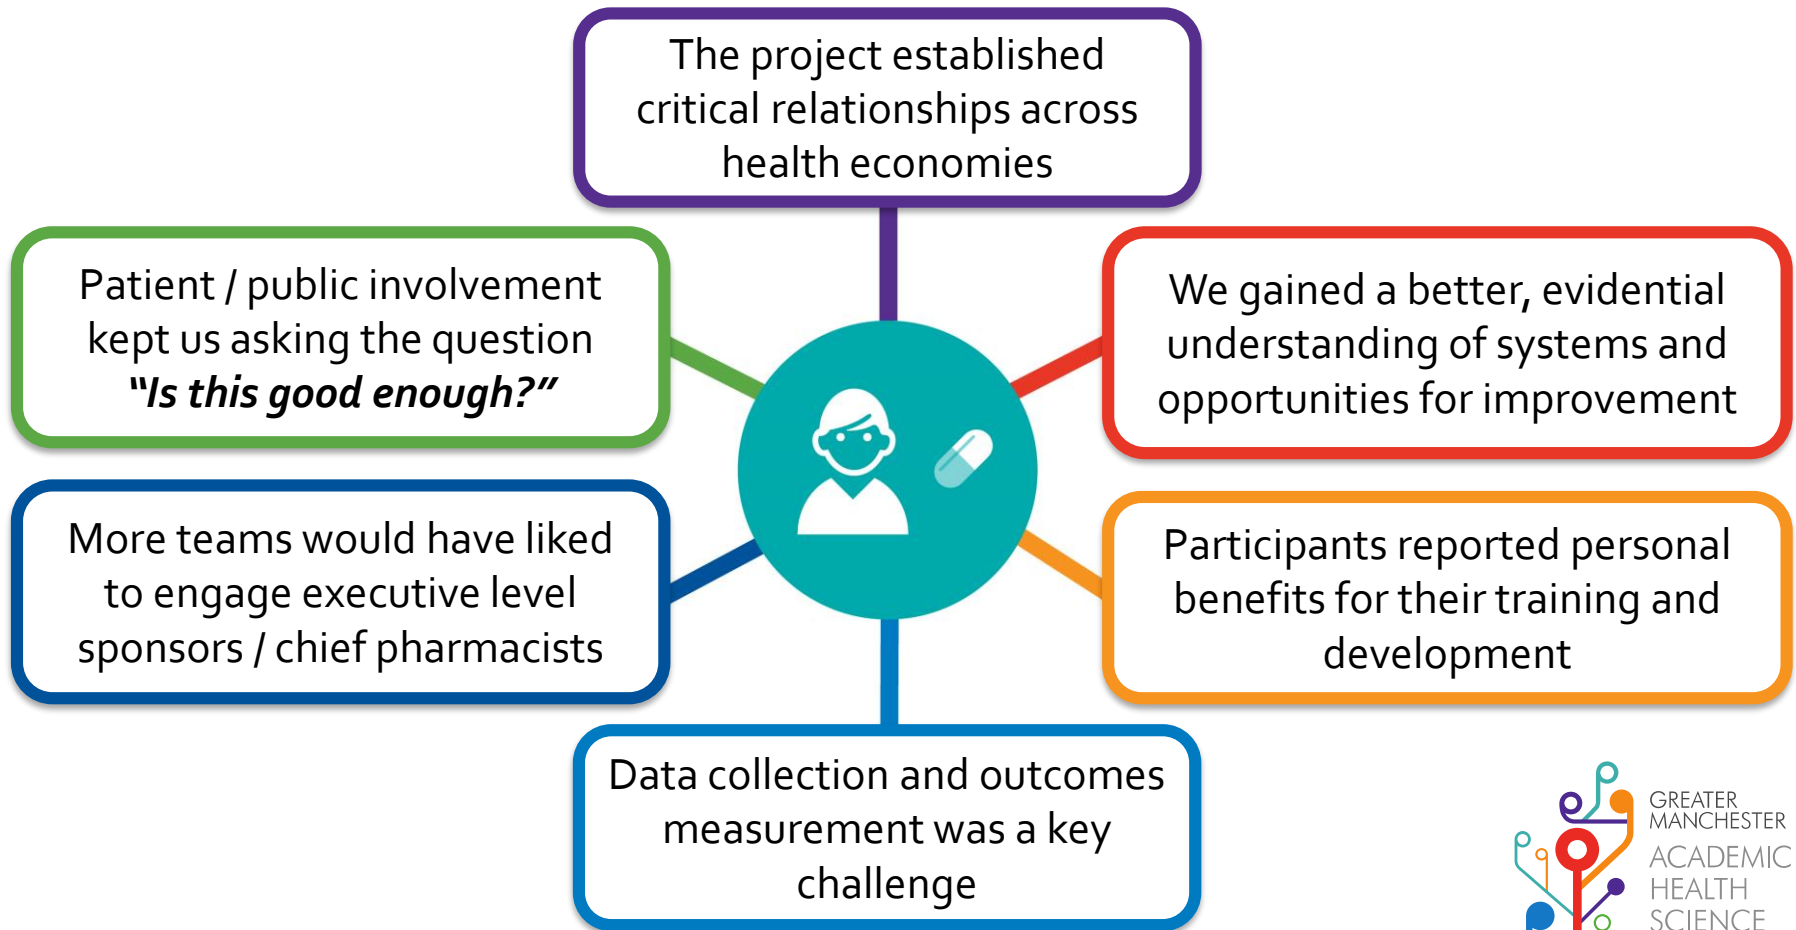 The project established
critical relationships across
health economies
Patient / public involvement
kept us asking the question
“Is this good enough?”
We gained a better, evidential
understanding of systems and
opportunities for improvement
More teams would have liked
to engage executive level
sponsors / chief pharmacists
Participants reported personal
benefits for their training and
development
Data collection and outcomes
measurement was a key
challenge
GREATER
MANCHESTER
ACADEMIC
HEALTH
SCIENCE